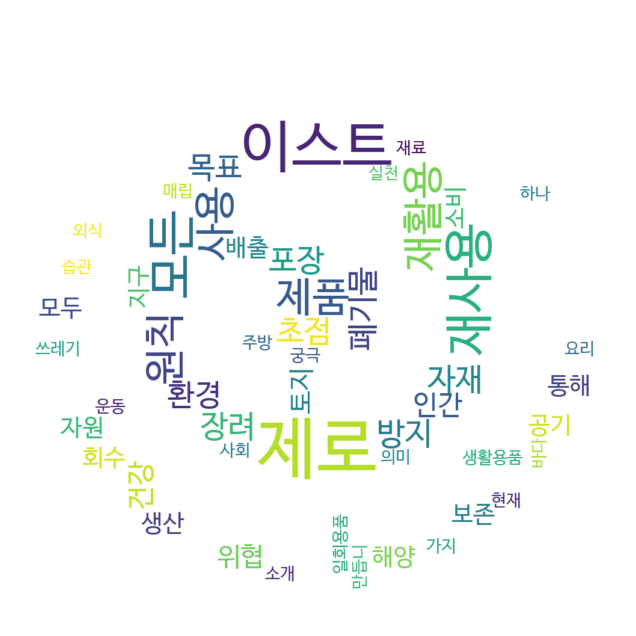 이스트
재료
목표
실천
재활용
매립
사용
소비
하나
모든
외식
배출
포장
재사용
습관
지구
제품
폐기물
모두
초점
원칙
쓰레기
주방
궁극
요리
환경
토지
자재
통해
운동
인간
자원
장려
제로
방지
공기
사회
의미
생활용품
바다
회수
건강
현재
생산
보존
위협
일회용품
만듭니
해양
가지
소개